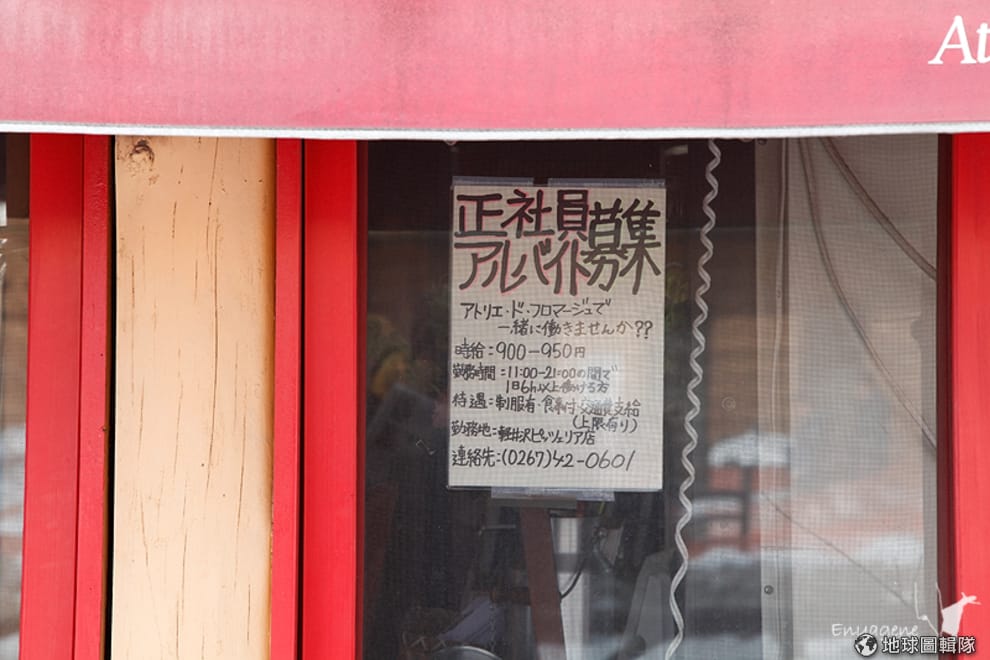 At
正社員
アルバイト募集
アトリエ・ド・フロマージュで
一緒に働きませんか??
時給:900-950円
勤務時間:11:00-21:00の間で
1日6h以上働ける方
待遇:制服有・食事付・交通費支給
(上限有り)
勤務地:軽井沢ピッツェリア店
連絡先:(0267)42-0601
Enyagene
地球圖輯隊